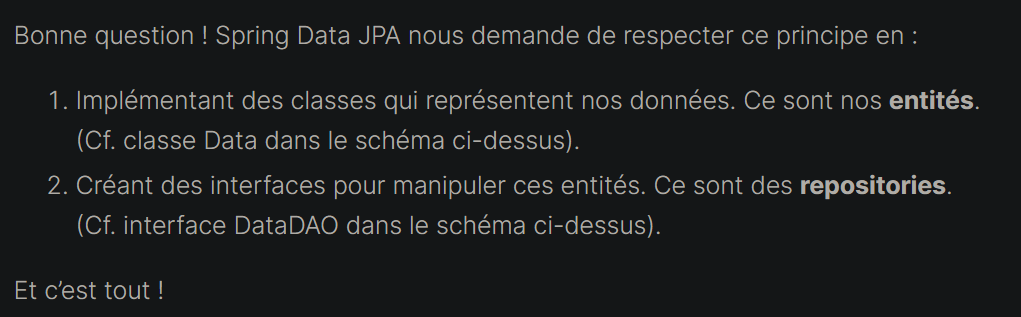 Bonne question ! Spring Data JPA nous demande de respecter ce principe en :
1. Implémentant des classes qui représentent nos données. Ce sont nos entités.
(Cf. classe Data dans le schéma ci-dessus).
2. Créant des interfaces pour manipuler ces entités. Ce sont des repositories.
(Cf. interface DataDAO dans le schéma ci-dessus).
Et c’est tout !